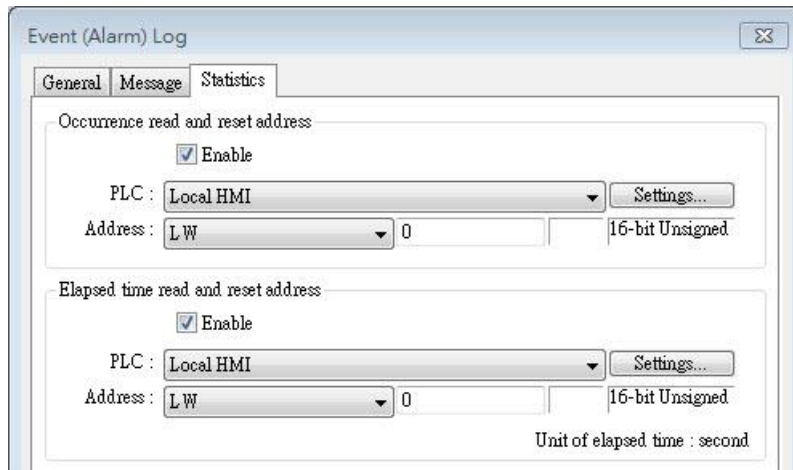 Event (Alarm) Log
General Message Statistics
Occurrence read and reset address
Enable
PLC : Local HMI Settings...
Address : LW 0 16-bit Unsigned
Elapsed time read and reset address
Enable
PLC : Local HMI Settings...
Address : LW 0 16-bit Unsigned
Unit of elapsed time : second